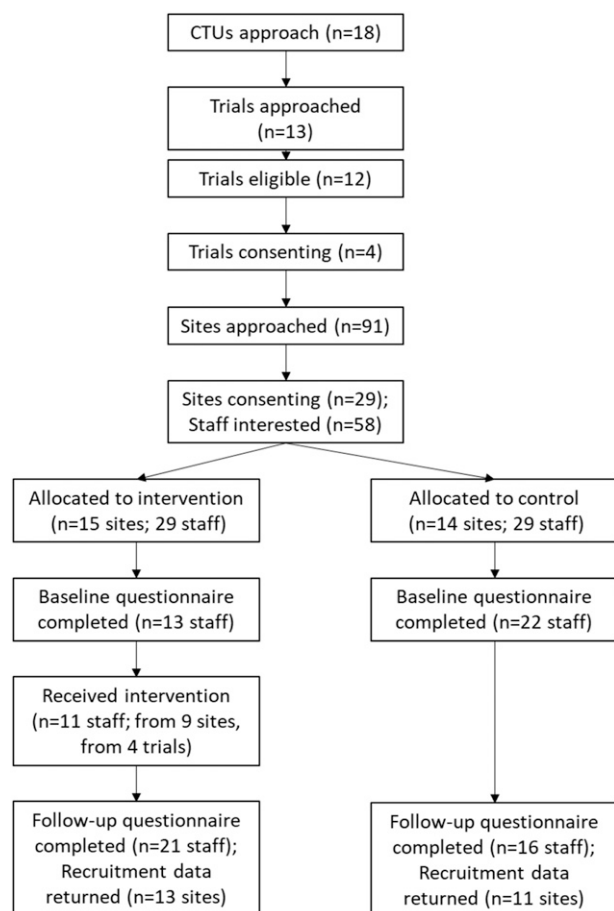 CTUs approach (n=18)
Trials approached
(n=13)
Trials eligible (n=12)
Trials consenting (n=4)
Sites approached (n=91)
Sites consenting (n=29);
Staff interested (n=58)
Allocated to intervention
(n=15 sites; 29 staff)
Allocated to control
(n=14 sites; 29 staff)
Baseline questionnaire
completed (n=13 staff)
Baseline questionnaire
completed (n=22 staff)
Received intervention
(n=11 staff; from 9 sites,
from 4 trials)
Follow-up questionnaire
completed (n=21 staff);
Recruitment data
returned (n=13 sites)
Follow-up questionnaire
completed (n=16 staff);
Recruitment data
returned (n=11 sites)